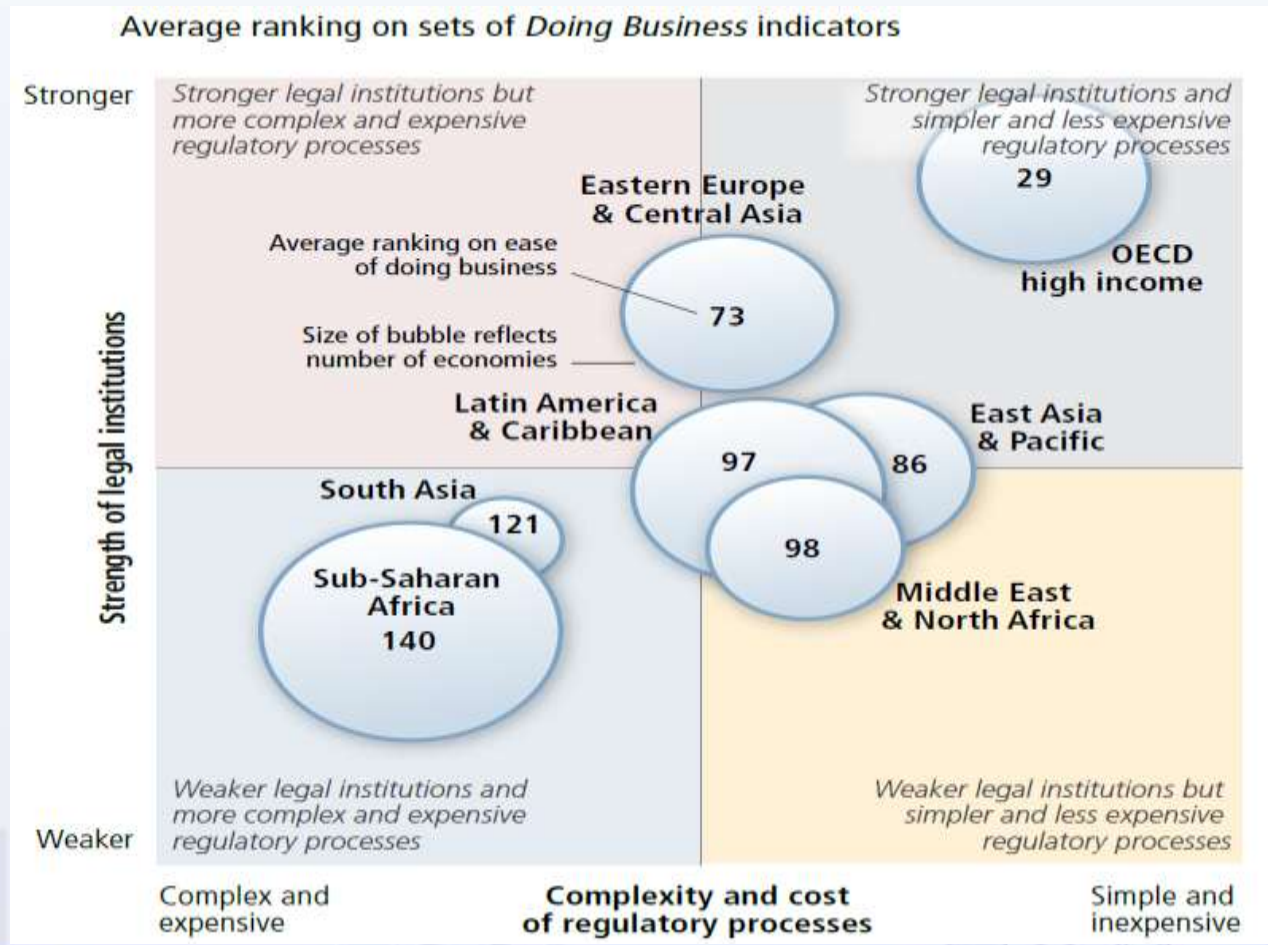 Average ranking on sets of Doing Business indicators
Stronger
Stronger legal institutions but
more complex and expensive
regulatory processes
Stronger legal institutions and
simpler and less expensive
regulatory processes
29
OECD
high income
Eastern Europe
& Central Asia
Average ranking on ease
of doing business
73
Size of bubble reflects
number of economies
Latin America
& Caribbean
97
86
East Asia
& Pacific
South Asia
121
98
Middle East
& North Africa
Sub-Saharan
Africa
140
Strength of legal institutions
Weaker legal institutions and
more complex and expensive
regulatory processes
Weaker legal institutions but
simpler and less expensive
regulatory processes
Weaker
Complex and
expensive
Complexity and cost
of regulatory processes
Simple and
inexpensive